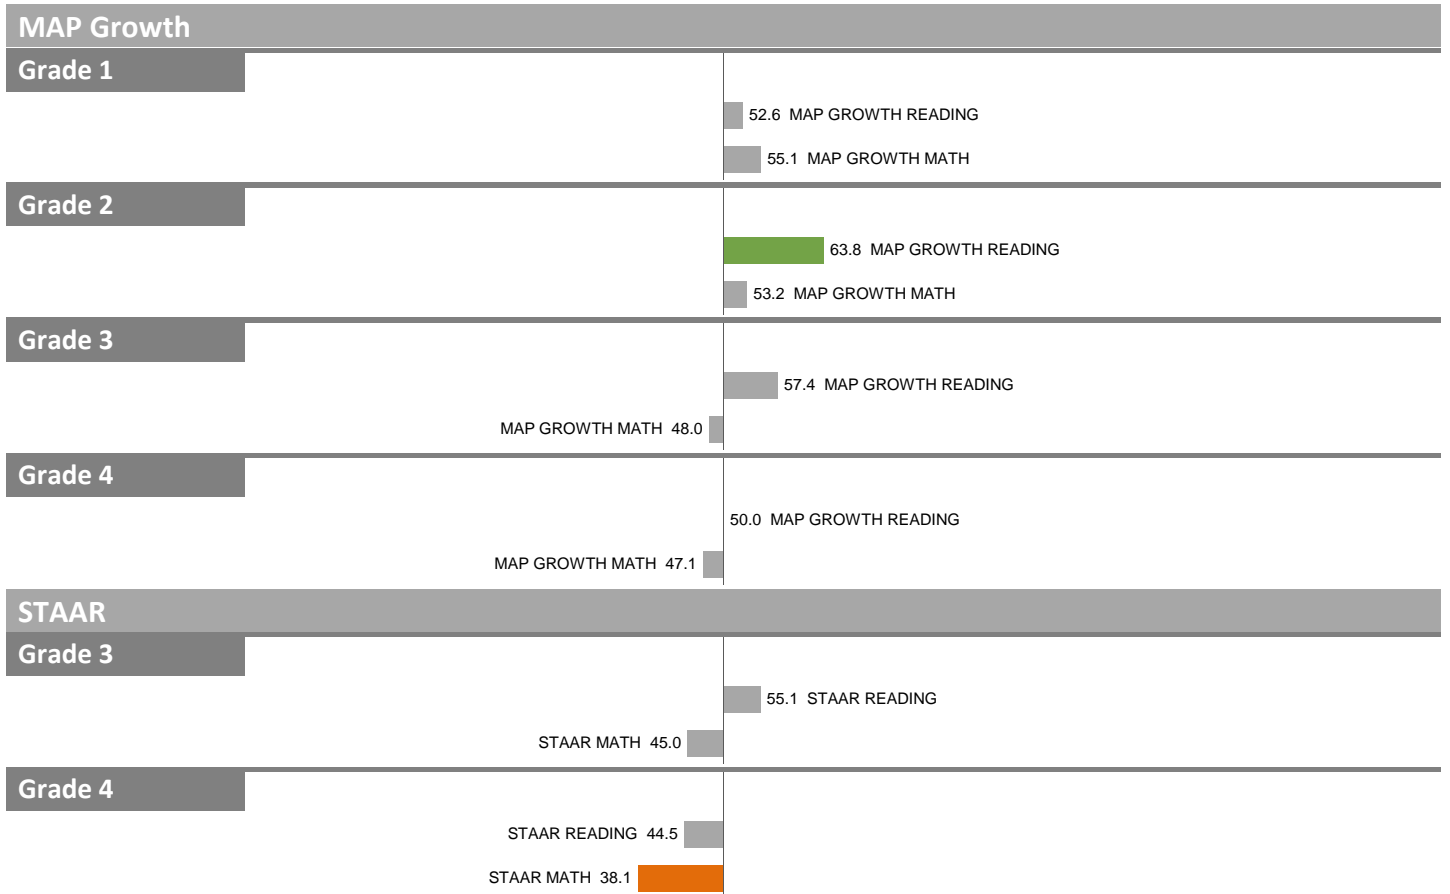 MAP Growth
Grade 1
52.6 MAP GROWTH READING
55.1 MAP GROWTH MATH
Grade 2
63.8 MAP GROWTH READING
53.2 MAP GROWTH MATH
Grade 3
57.4 MAP GROWTH READING
MAP GROWTH MATH 48.0
Grade 4
50.0 MAP GROWTH READING
MAP GROWTH MATH 47.1
STAAR
Grade 3
55.1 STAAR READING
STAAR MATH 45.0
Grade 4
STAAR READING 44.5
STAAR MATH 38.1